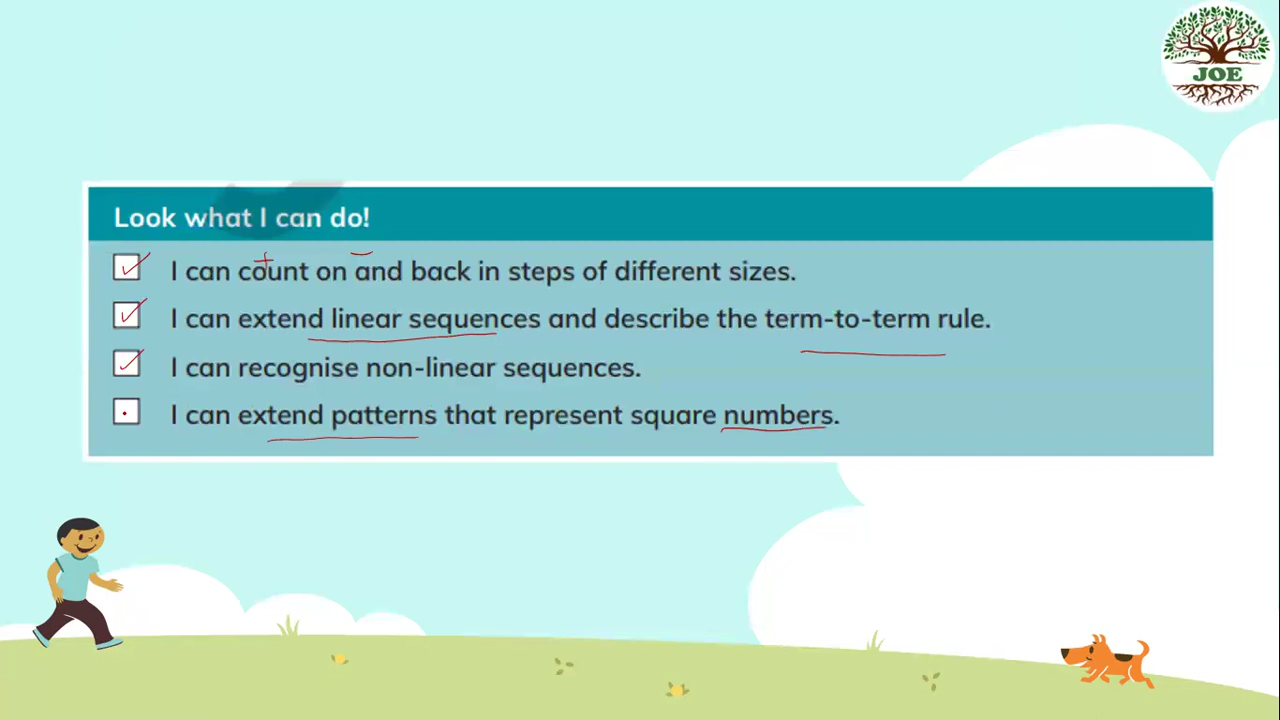 JOE
Look what I can do!
I can count on and back in steps of different sizes.
I can extend linear sequences and describe the term-to-term rule.
I can recognise non-linear sequences.
I can extend patterns that represent square numbers.